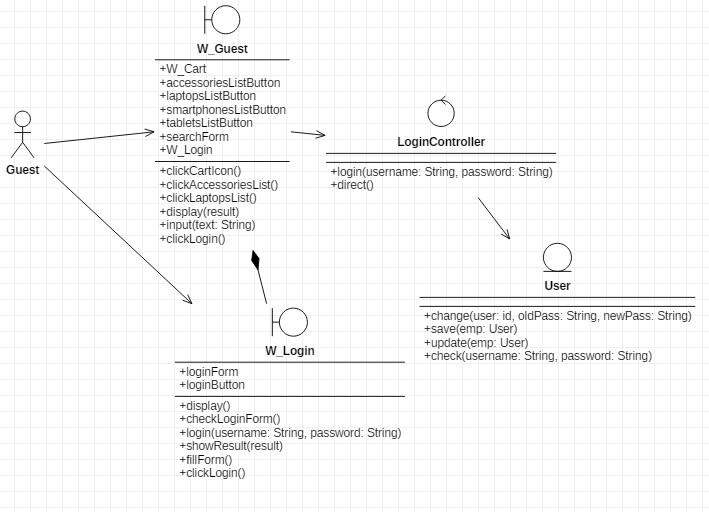 W_Guest
+W_Cart
+accessoriesListButton
+laptopsListButton
+smartphonesListButton
+tabletsListButton
+searchForm
+W_Login
+clickCartIcon()
+clickAccessoriesList()
+clickLaptopsList()
+display(result)
+input(text: String)
+clickLogin()
Guest
LoginController
+login(username: String, password: String)
+direct()
User
+change(user: id, oldPass: String, newPass: String)
+save(emp: User)
+update(emp: User)
+check(username: String, password: String)
W_Login
+loginForm
+loginButton
+display()
+checkLoginForm()
+login(username: String, password: String)
+showResult(result)
+fillForm()
+clickLogin()